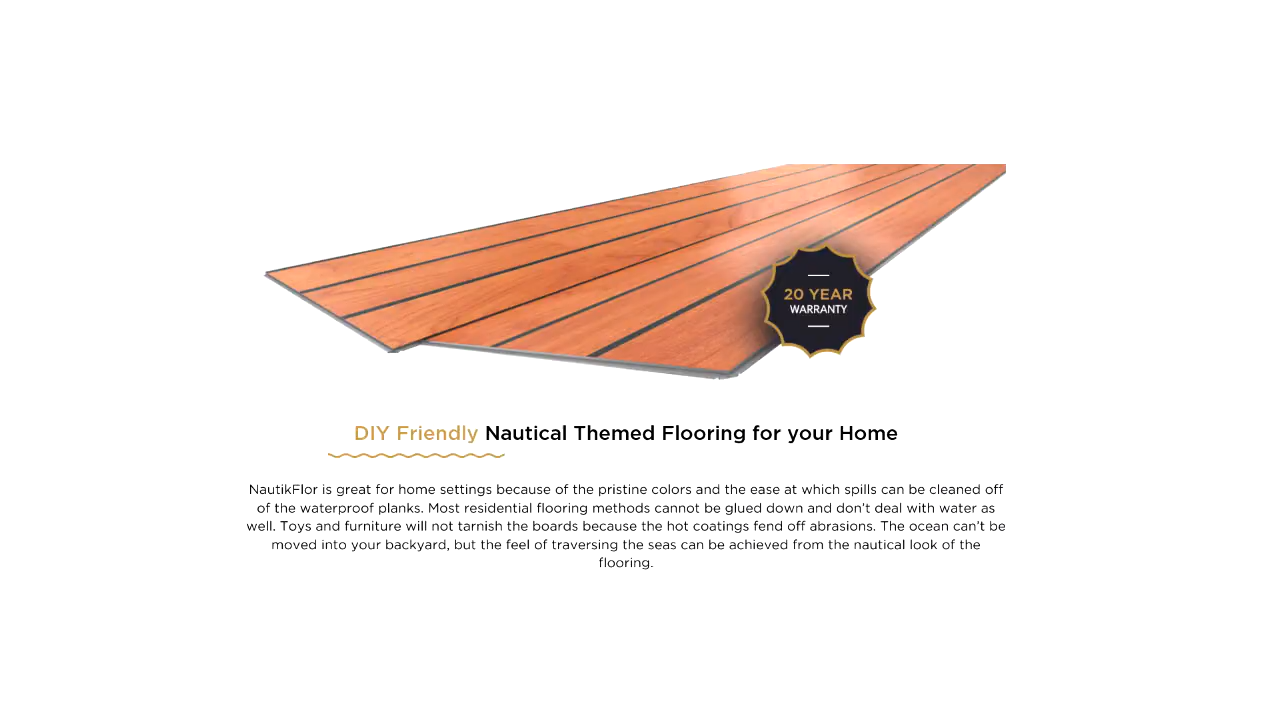 20 YEAR
WARRANTY
DIY Friendly Nautical Themed Flooring for your Home
NautikFlor is great for home settings because of the pristine colors and the ease at which spills can be cleaned off
of the waterproof planks. Most residential flooring methods cannot be glued down and don’t deal with water as
well. Toys and furniture will not tarnish the boards because the hot coatings fend off abrasions. The ocean can’t be
moved into your backyard, but the feel of traversing the seas can be achieved from the nautical look of the
flooring.